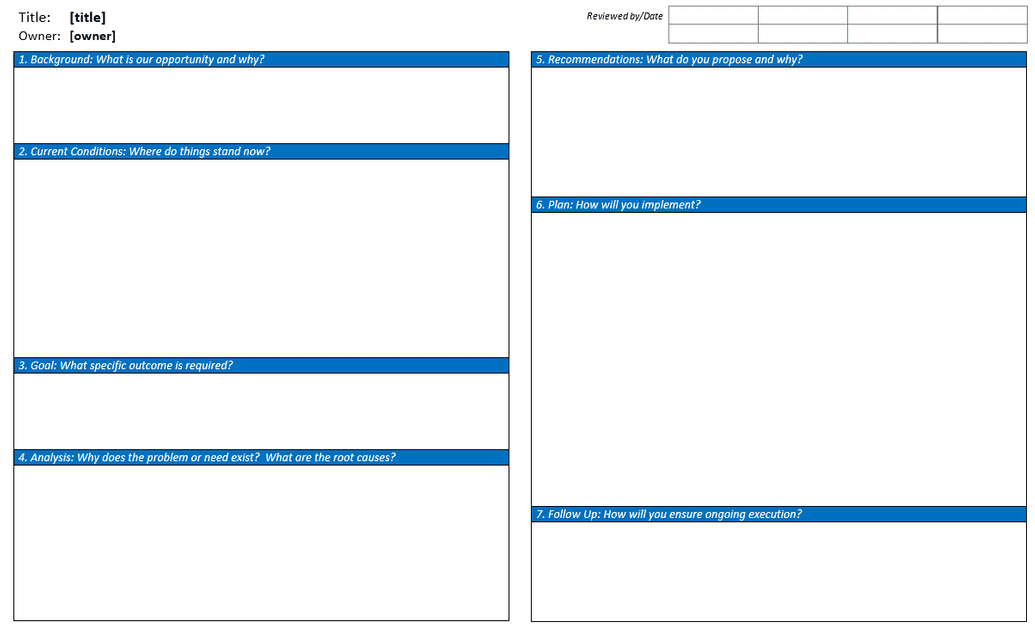 Title: [title]
Owner: [owner]
Reviewed by/Date
1. Background: What is our opportunity and why?
2. Current Conditions: Where do things stand now?
3. Goal: What specific outcome is required?
4. Analysis: Why does the problem or need exist?  What are the root causes?
5. Recommendations: What do you propose and why?
6. Plan: How will you implement?
7. Follow Up: How will you ensure ongoing execution?